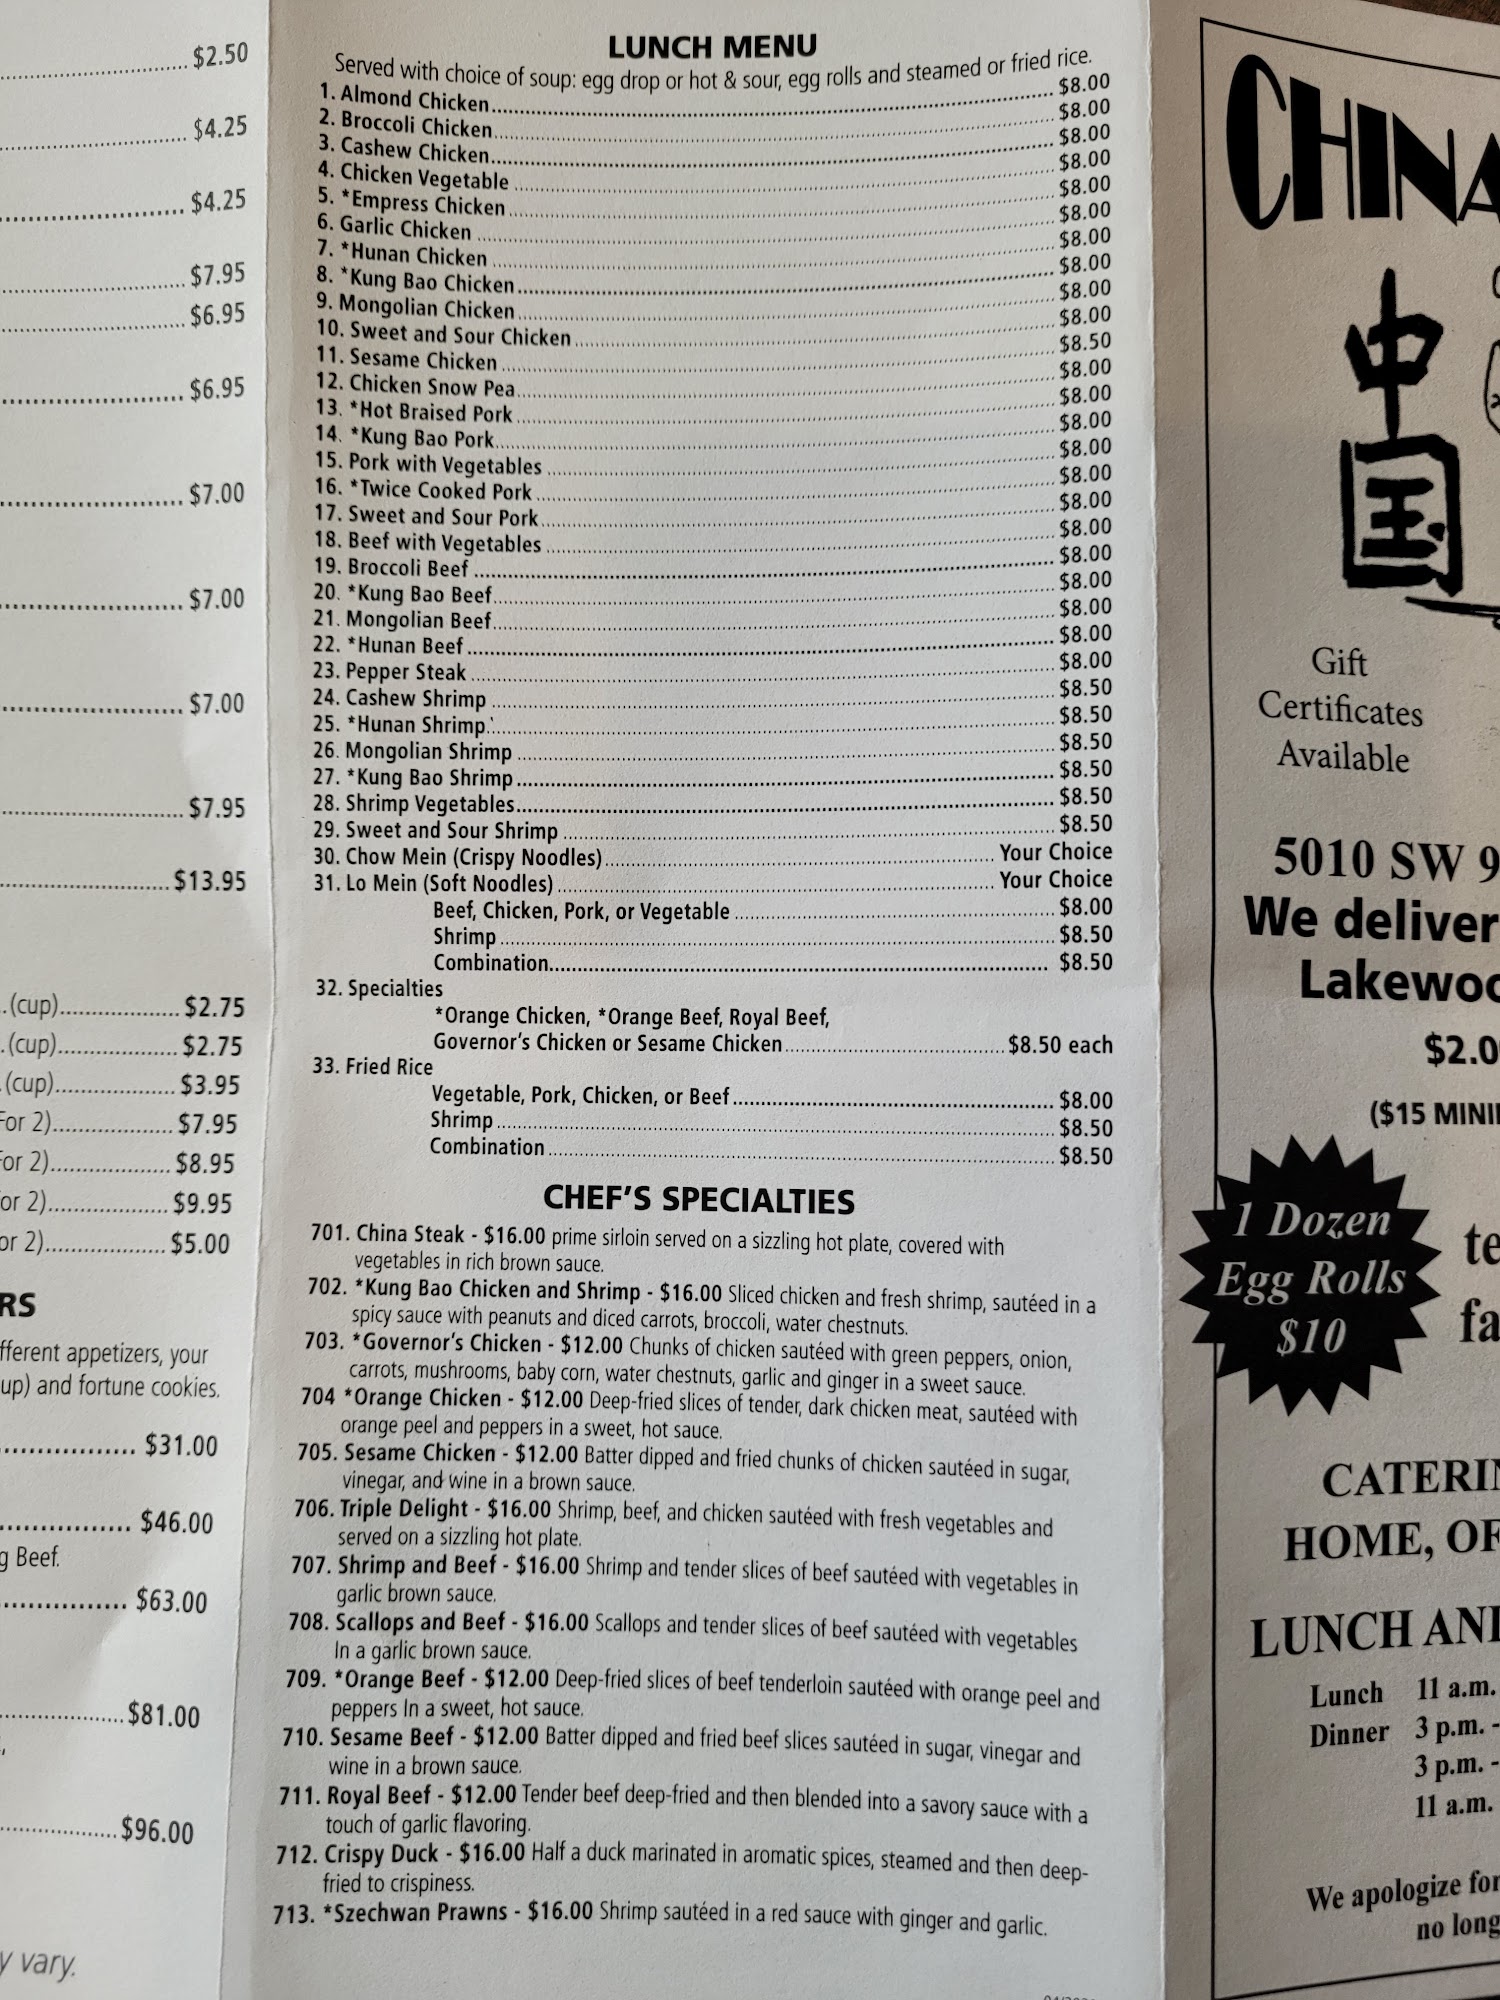 $2.50
$4.25
$4.25
$7.95
$6.95
$6.95
$7.00
$7.00
$7.00
$7.95
$13.95
(cup) $2.75
(cup) $2.75
(cup) $3.95
For 2) $7.95
For 2) $8.95
or 2) $9.95
or 2) $5.00
RS
fferent appetizers, your
up) and fortune cookies.
$31.00
$46.00
g Beef.
$63.00
$81.00
$96.00
y vary.
LUNCH MENU
Served with choice of soup: egg drop or hot & sour, egg rolls and steamed or fried rice.
1. Almond Chicken $8.00
2. Broccoli Chicken $8.00
3. Cashew Chicken $8.00
4. Chicken Vegetable $8.00
5. *Empress Chicken $8.00
6. Garlic Chicken $8.00
7. *Hunan Chicken $8.00
8. *Kung Bao Chicken $8.00
9. Mongolian Chicken $8.00
10. Sweet and Sour Chicken $8.00
11. Sesame Chicken $8.50
12. Chicken Snow Pea $8.00
13. *Hot Braised Pork $8.00
14. *Kung Bao Pork $8.00
15. Pork with Vegetables $8.00
16. *Twice Cooked Pork $8.00
17. Sweet and Sour Pork $8.00
18. Beef with Vegetables $8.00
19. Broccoli Beef $8.00
20. *Kung Bao Beef $8.00
21. Mongolian Beef $8.00
22. *Hunan Beef $8.00
23. Pepper Steak $8.00
24. Cashew Shrimp $8.50
25. *Hunan Shrimp $8.50
26. Mongolian Shrimp $8.50
27. *Kung Bao Shrimp $8.50
28. Shrimp Vegetables $8.50
29. Sweet and Sour Shrimp $8.50
30. Chow Mein (Crispy Noodles) Your Choice
31. Lo Mein (Soft Noodles) Your Choice
Beef, Chicken, Pork, or Vegetable $8.00
Shrimp $8.50
Combination $8.50
32. Specialties
*Orange Chicken, *Orange Beef, Royal Beef,
Governor's Chicken or Sesame Chicken $8.50 each
33. Fried Rice
Vegetable, Pork, Chicken, or Beef $8.00
Shrimp $8.50
Combination $8.50
CHEF'S SPECIALTIES
701. China Steak - $16.00 prime sirloin served on a sizzling hot plate, covered with
vegetables in rich brown sauce.
702. *Kung Bao Chicken and Shrimp - $16.00 Sliced chicken and fresh shrimp, sautéed in a
spicy sauce with peanuts and diced carrots, broccoli, water chestnuts.
703. *Governor's Chicken - $12.00 Chunks of chicken sautéed with green peppers, onion,
carrots, mushrooms, baby corn, water chestnuts, garlic and ginger in a sweet sauce.
704 *Orange Chicken - $12.00 Deep-fried slices of tender, dark chicken meat, sautéed with
orange peel and peppers in a sweet, hot sauce.
705. Sesame Chicken - $12.00 Batter dipped and fried chunks of chicken sautéed in sugar,
vinegar, and wine in a brown sauce.
706. Triple Delight - $16.00 Shrimp, beef, and chicken sautéed with fresh vegetables and
served on a sizzling hot plate.
707. Shrimp and Beef - $16.00 Shrimp and tender slices of beef sautéed with vegetables in
garlic brown sauce.
708. Scallops and Beef - $16.00 Scallops and tender slices of beef sautéed with vegetables
In a garlic brown sauce.
709. *Orange Beef - $12.00 Deep-fried slices of beef tenderloin sautéed with orange peel and
peppers In a sweet, hot sauce.
710. Sesame Beef - $12.00 Batter dipped and fried beef slices sautéed in sugar, vinegar and
wine in a brown sauce.
711. Royal Beef - $12.00 Tender beef deep-fried and then blended into a savory sauce with a
touch of garlic flavoring.
712. Crispy Duck - $16.00 Half a duck marinated in aromatic spices, steamed and then deep-
fried to crispiness.
713. *Szechwan Prawns - $16.00 Shrimp sautéed in a red sauce with ginger and garlic.
CHINA
中
国
Gift
Certificates
Available
5010 SW 9
We deliver
Lakewoo
$2.0
($15 MINI
1 Dozen
Egg Rolls
$10
te
fa
CATERIN
HOME, OF
LUNCH AND
Lunch 11 a.m.
Dinner 3 p.m. -
3 p.m. -
11 a.m.
We apologize for
no long